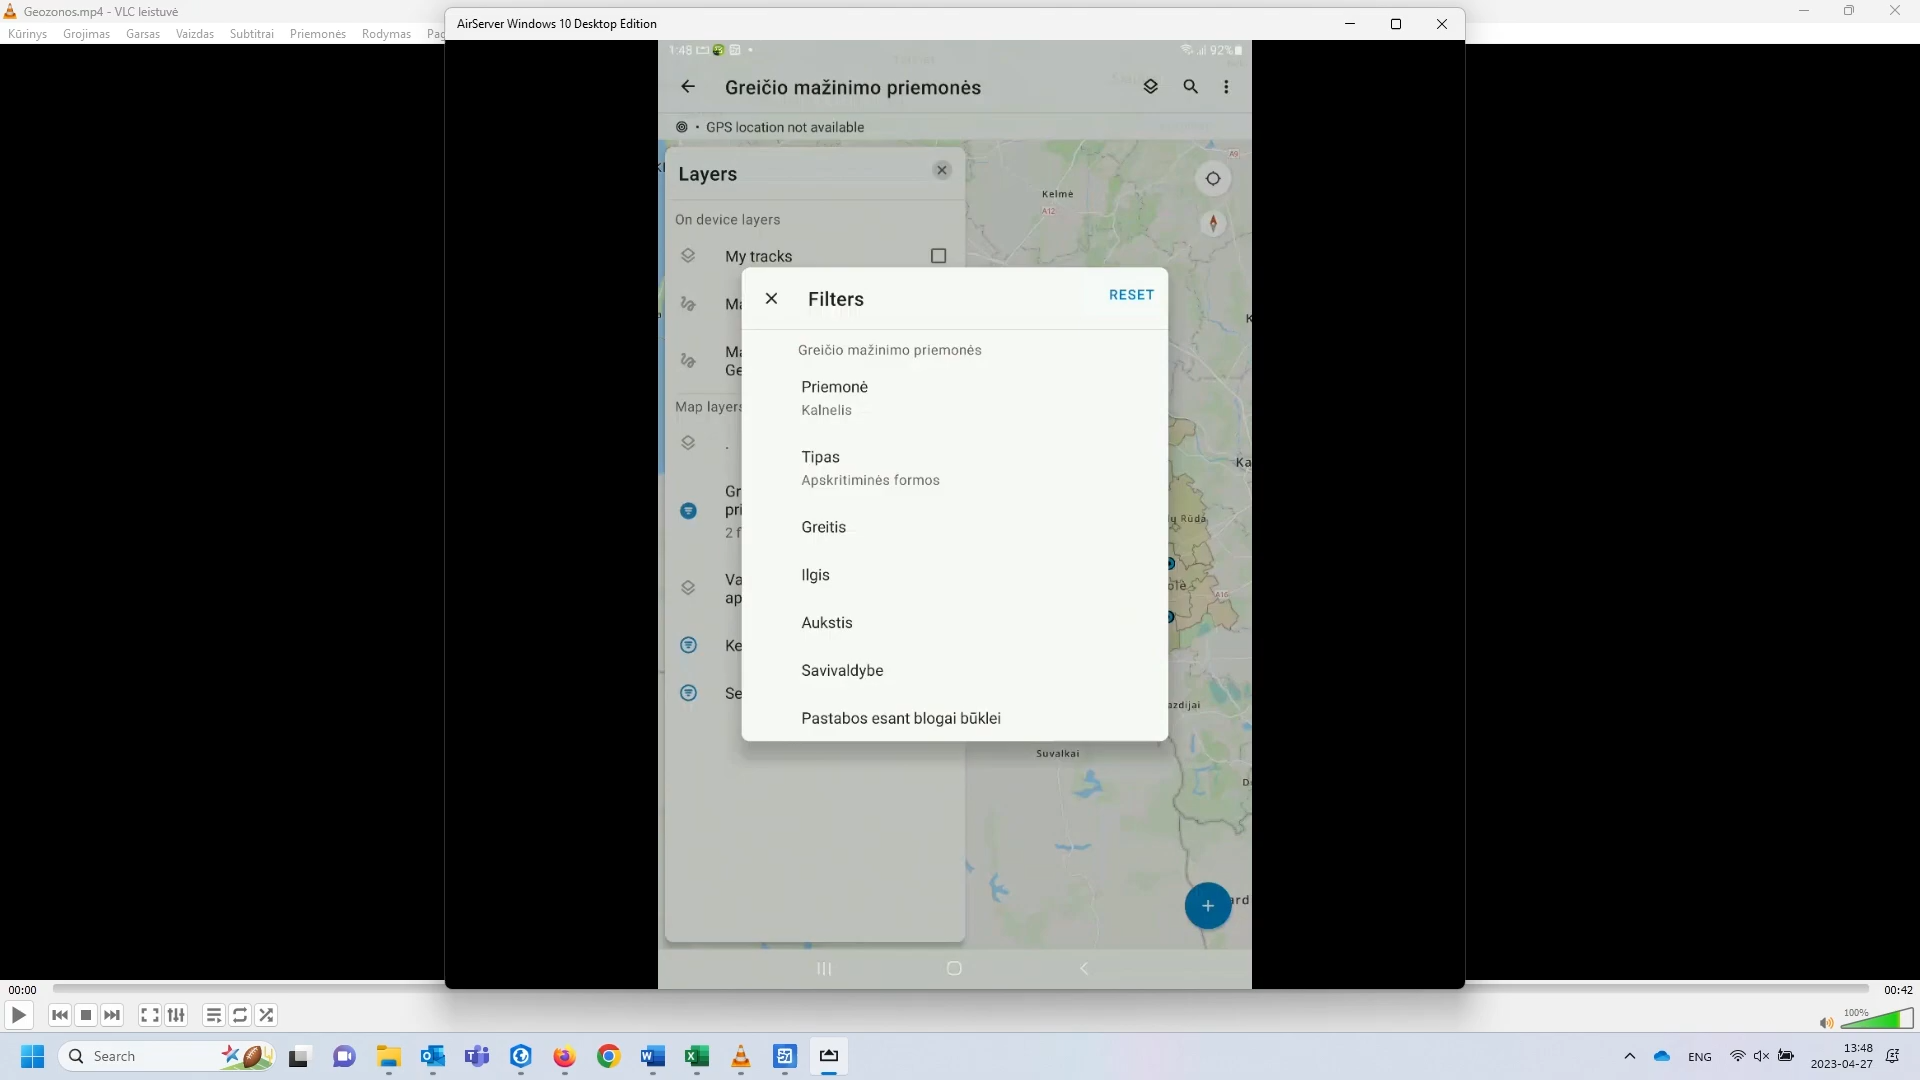 Geozonos.mp4 - VLC leistuvė
Kūrinys Grojimas Garsas Vaizdas Subtitrai Priemonės Rodymas
AirServer Windows 10 Desktop Edition
1:48
92%
Greičio mažinimo priemonės
GPS location not available
Layers
On device layers
My tracks
Map layers
Filters
RESET
Greičio mažinimo priemonės
Priemonė
Kalnelis
Tipas
Apskritiminės formos
Greitis
Ilgis
Aukstis
Savivaldybe
Pastabos esant blogai būklei
Kelmė
A12
A9
A16
Suvalkai
00:00
00:42
100%
Search
ENG
13:48
2023-04-27